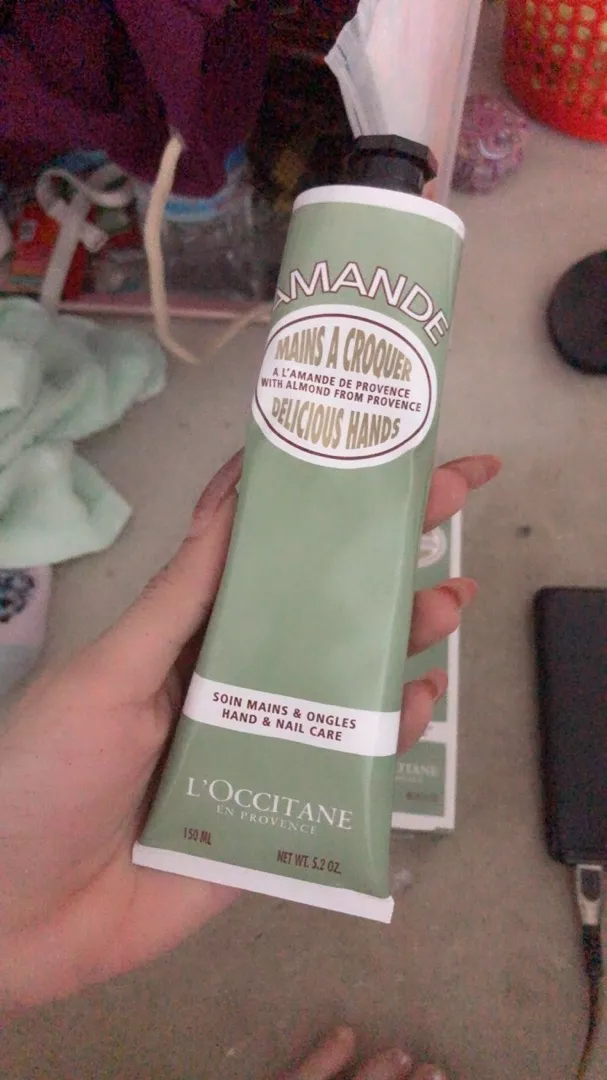 AMANDE
MAINS A CROQUER
A L'AMANDE DE PROVENCE
WITH ALMOND FROM PROVENCE
DELICIOUS HANDS
SOIN MAINS & ONGLES
HAND & NAIL CARE
L'OCCITANE
EN PROVENCE
150 ML
NET WT. 5.2 OZ.